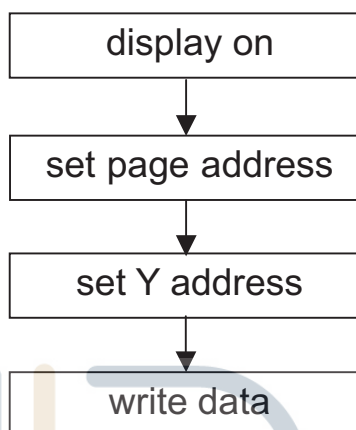 display on
set page address
set Y address
write data